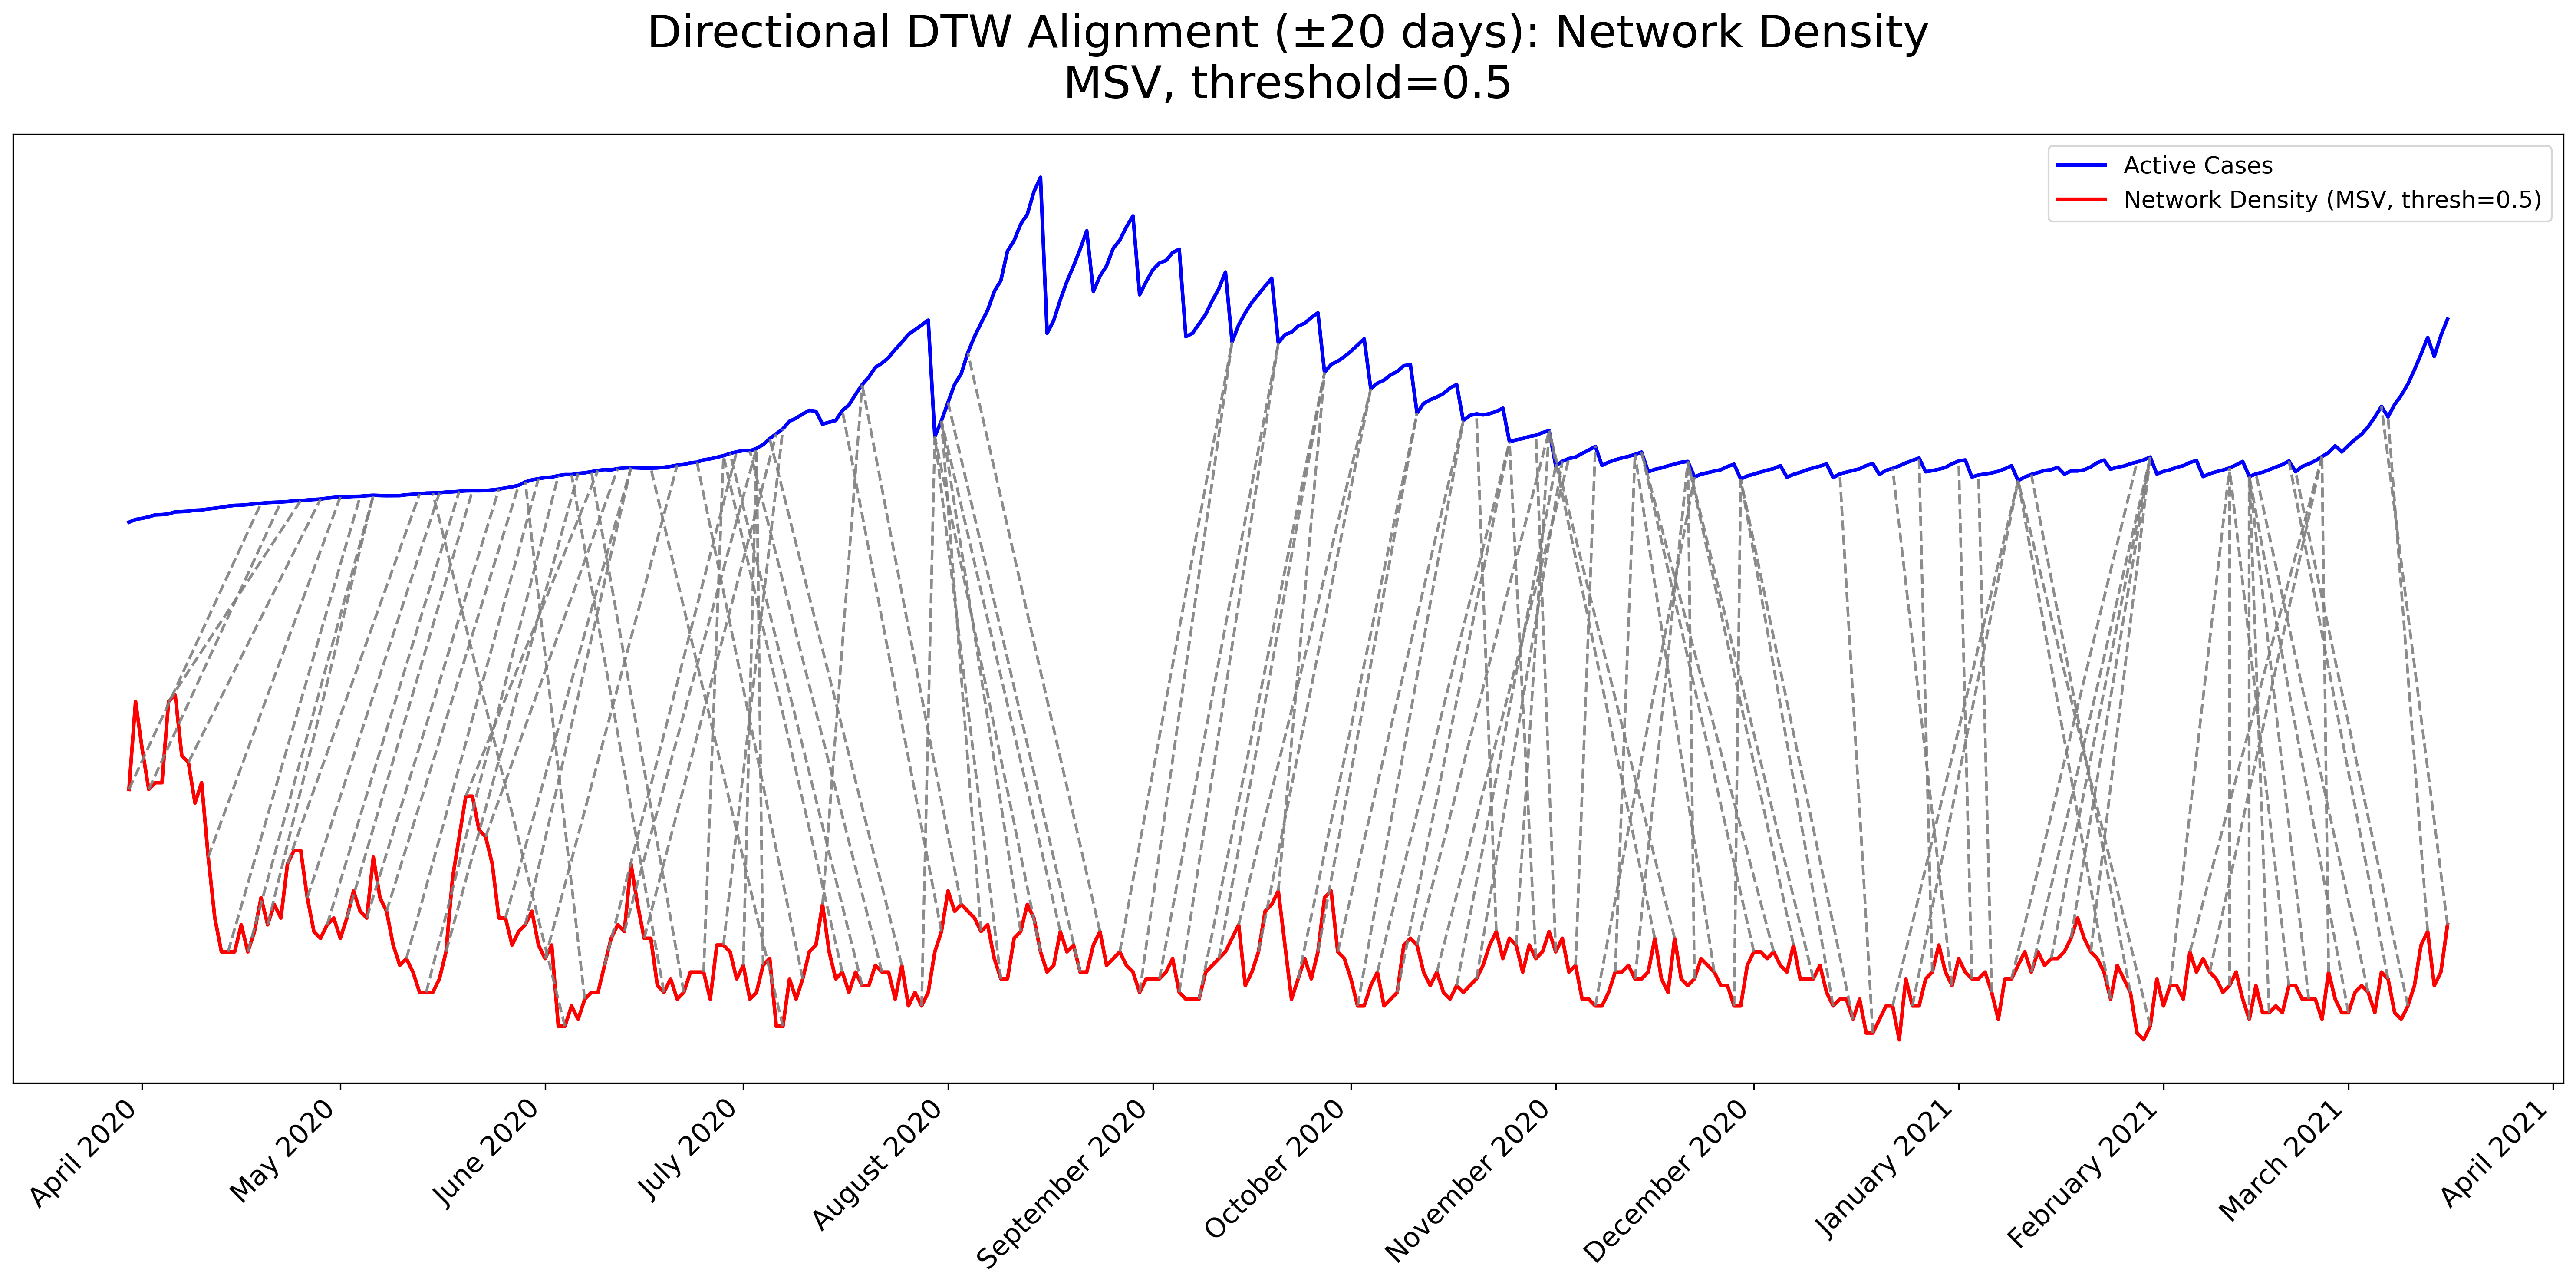 Directional DTW Alignment (±20 days): Network Density
MSV, threshold=0.5
Active Cases
Network Density (MSV, thresh=0.5)
April 2020
May 2020
June 2020
July 2020
August 2020
September 2020
October 2020
November 2020
December 2020
January 2021
February 2021
March 2021
April 2021